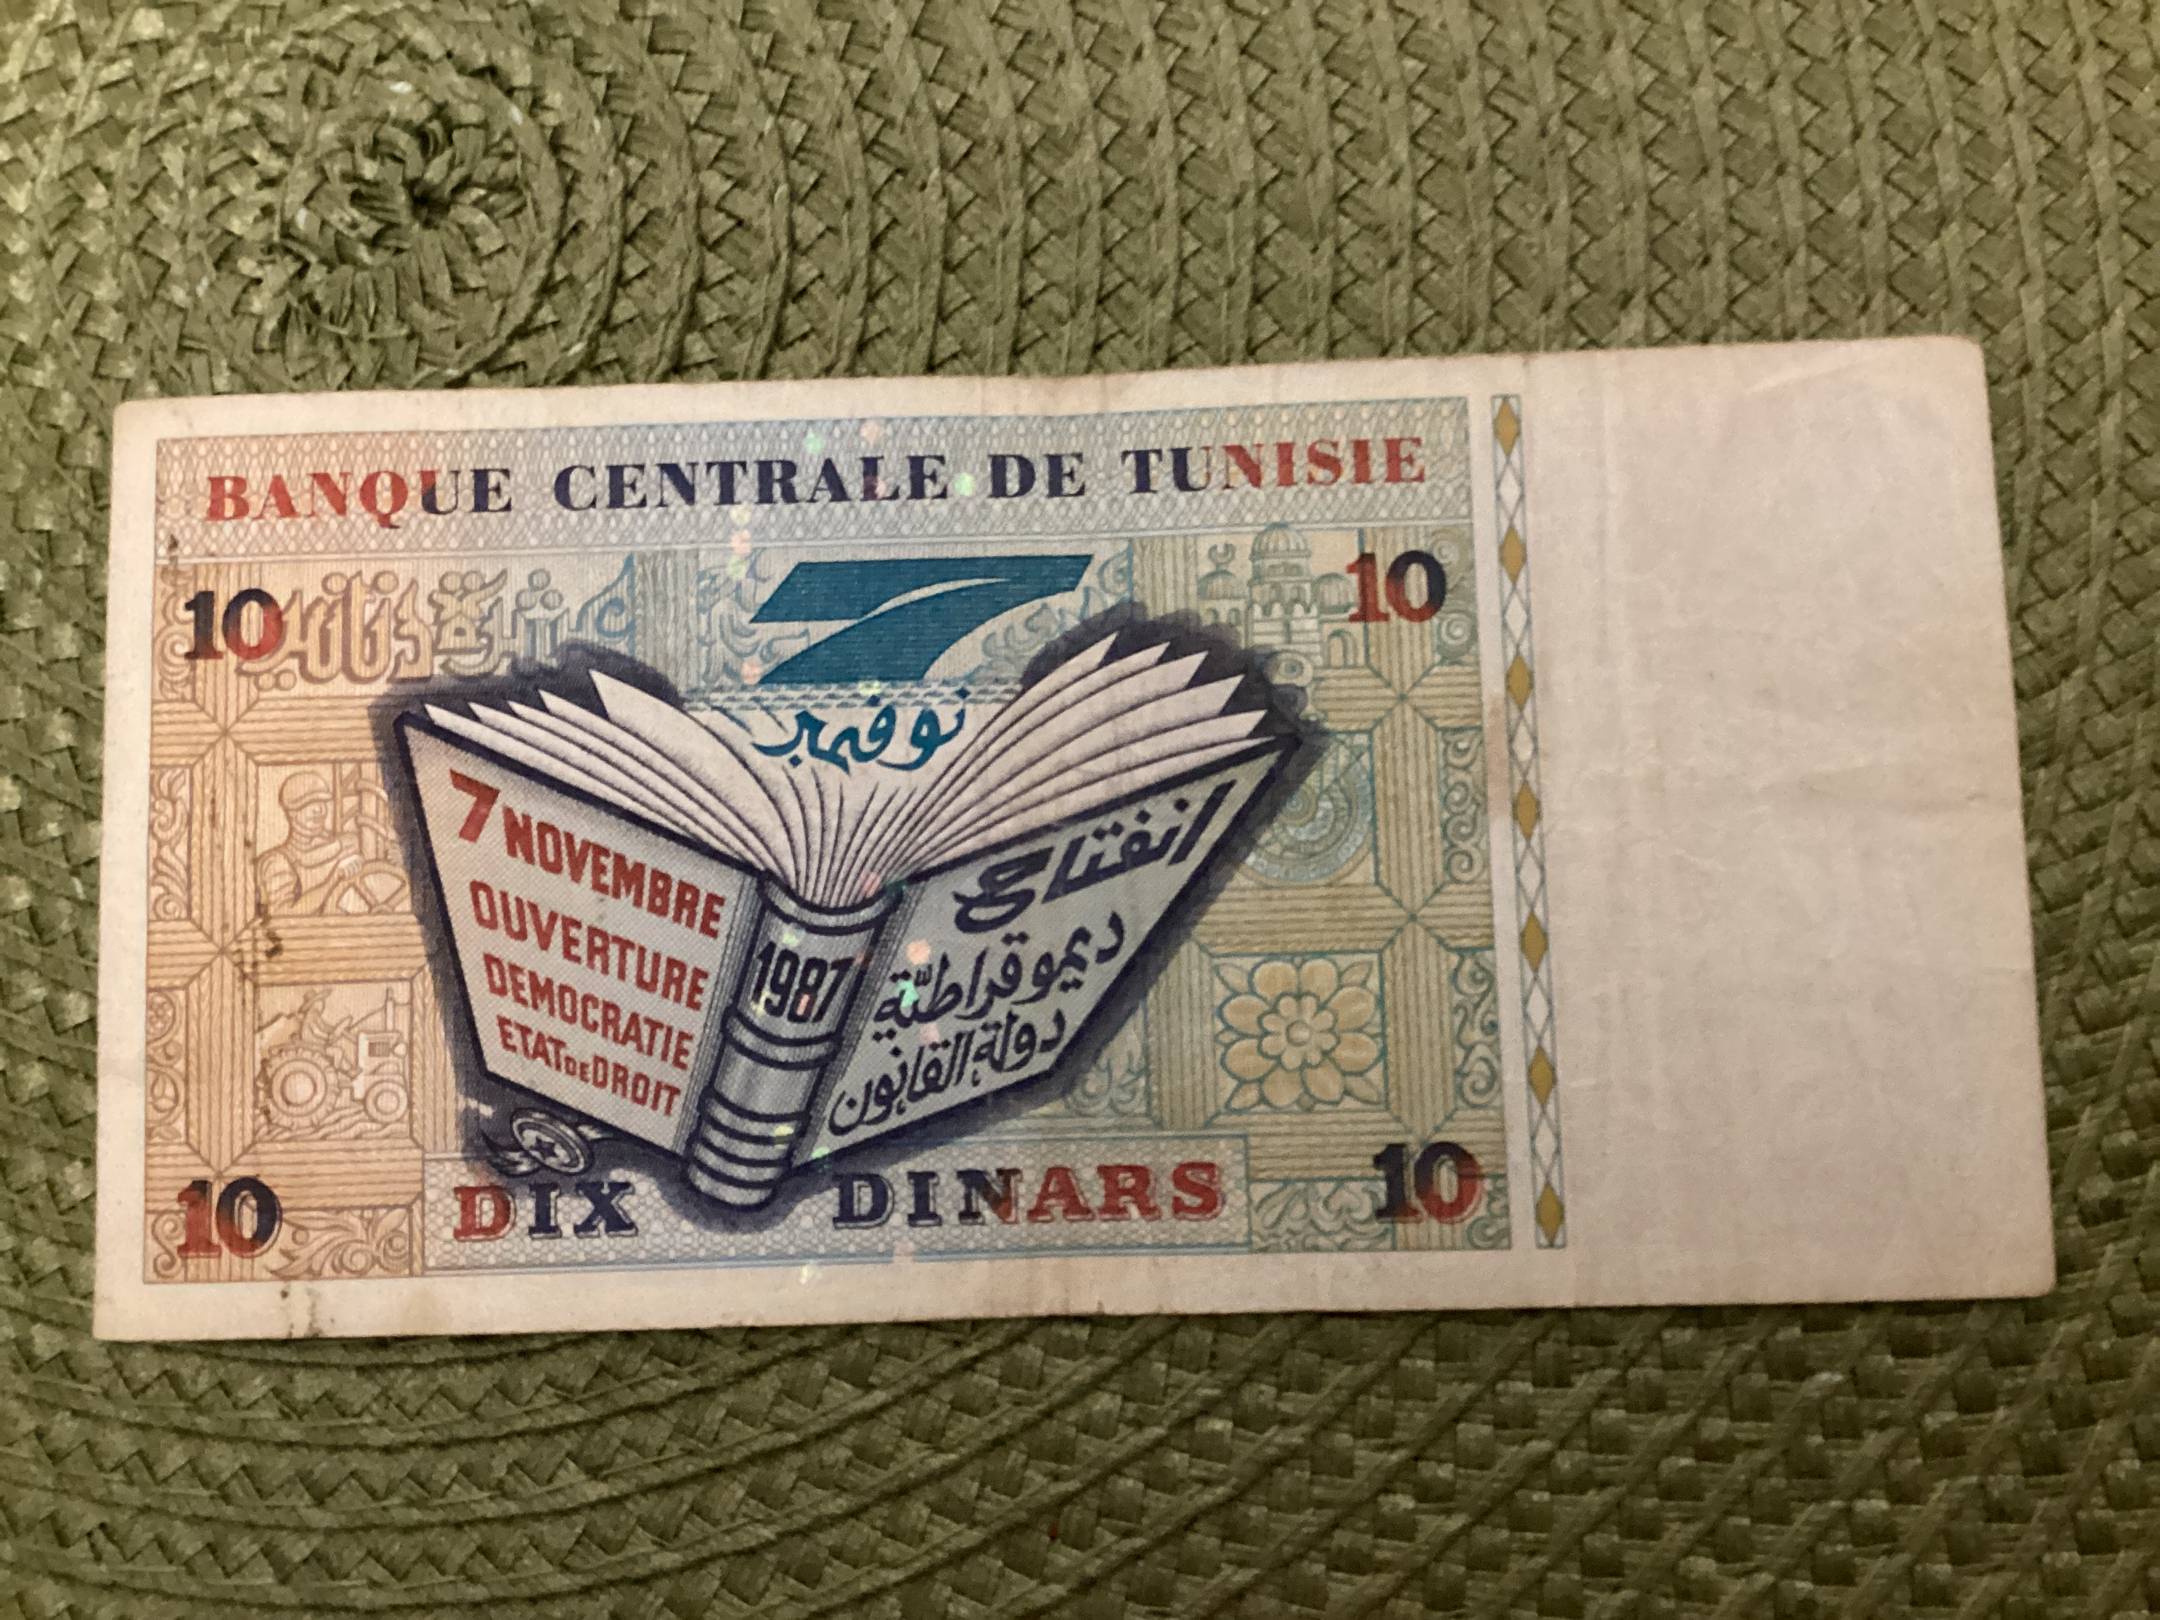 BANQUE CENTRALE DE TUNISIE
10
10
7
نوفمبر
7 NOVEMBRE
OUVERTURE
DEMOCRATIE
ETAT DE DROIT
1987
انفتاح
ديموقراطيّة
دولة القانون
10
DIX DINARS
10